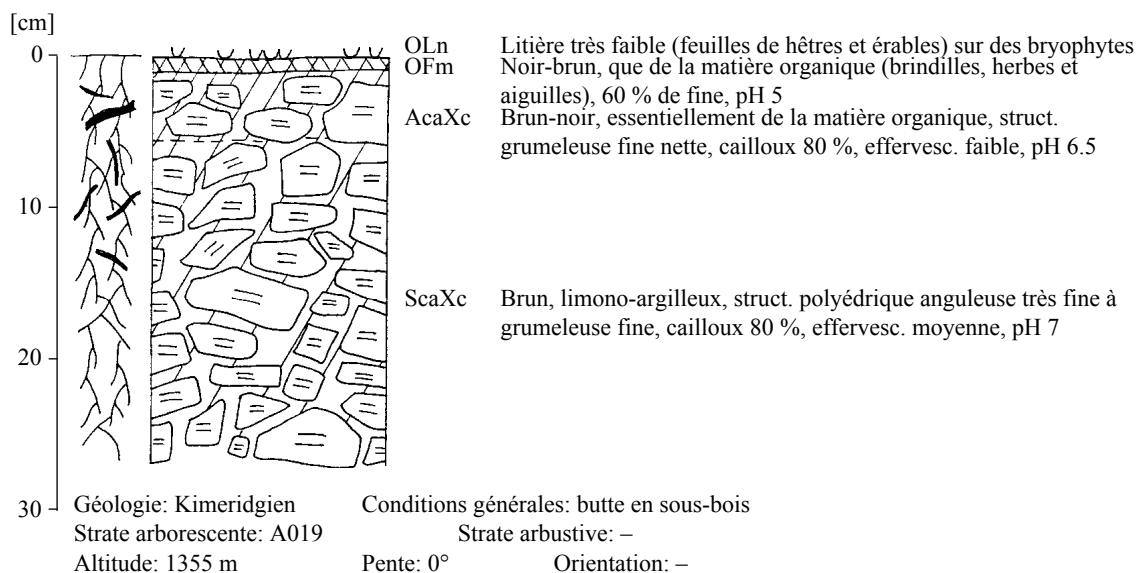 [cm]
0
OLn Litière très faible (feuilles de hêtres et érables) sur des bryophytes
OFm Noir-brun, que de la matière organique (brindilles, herbes et
aiguilles), 60 % de fine, pH 5
AcaXc Brun-noir, essentiellement de la matière organique, struct.
grumeleuse fine nette, cailloux 80 %, effervesc. faible, pH 6.5
10
ScaXc Brun, limono-argilleux, struct. polyédrique anguleuse très fine à
grumeleuse fine, cailloux 80 %, effervesc. moyenne, pH 7
20
30
Géologie: Kimeridgien Conditions générales: butte en sous-bois
Strate arborescente: A019 Strate arbustive: –
Altitude: 1355 m Pente: 0° Orientation: –